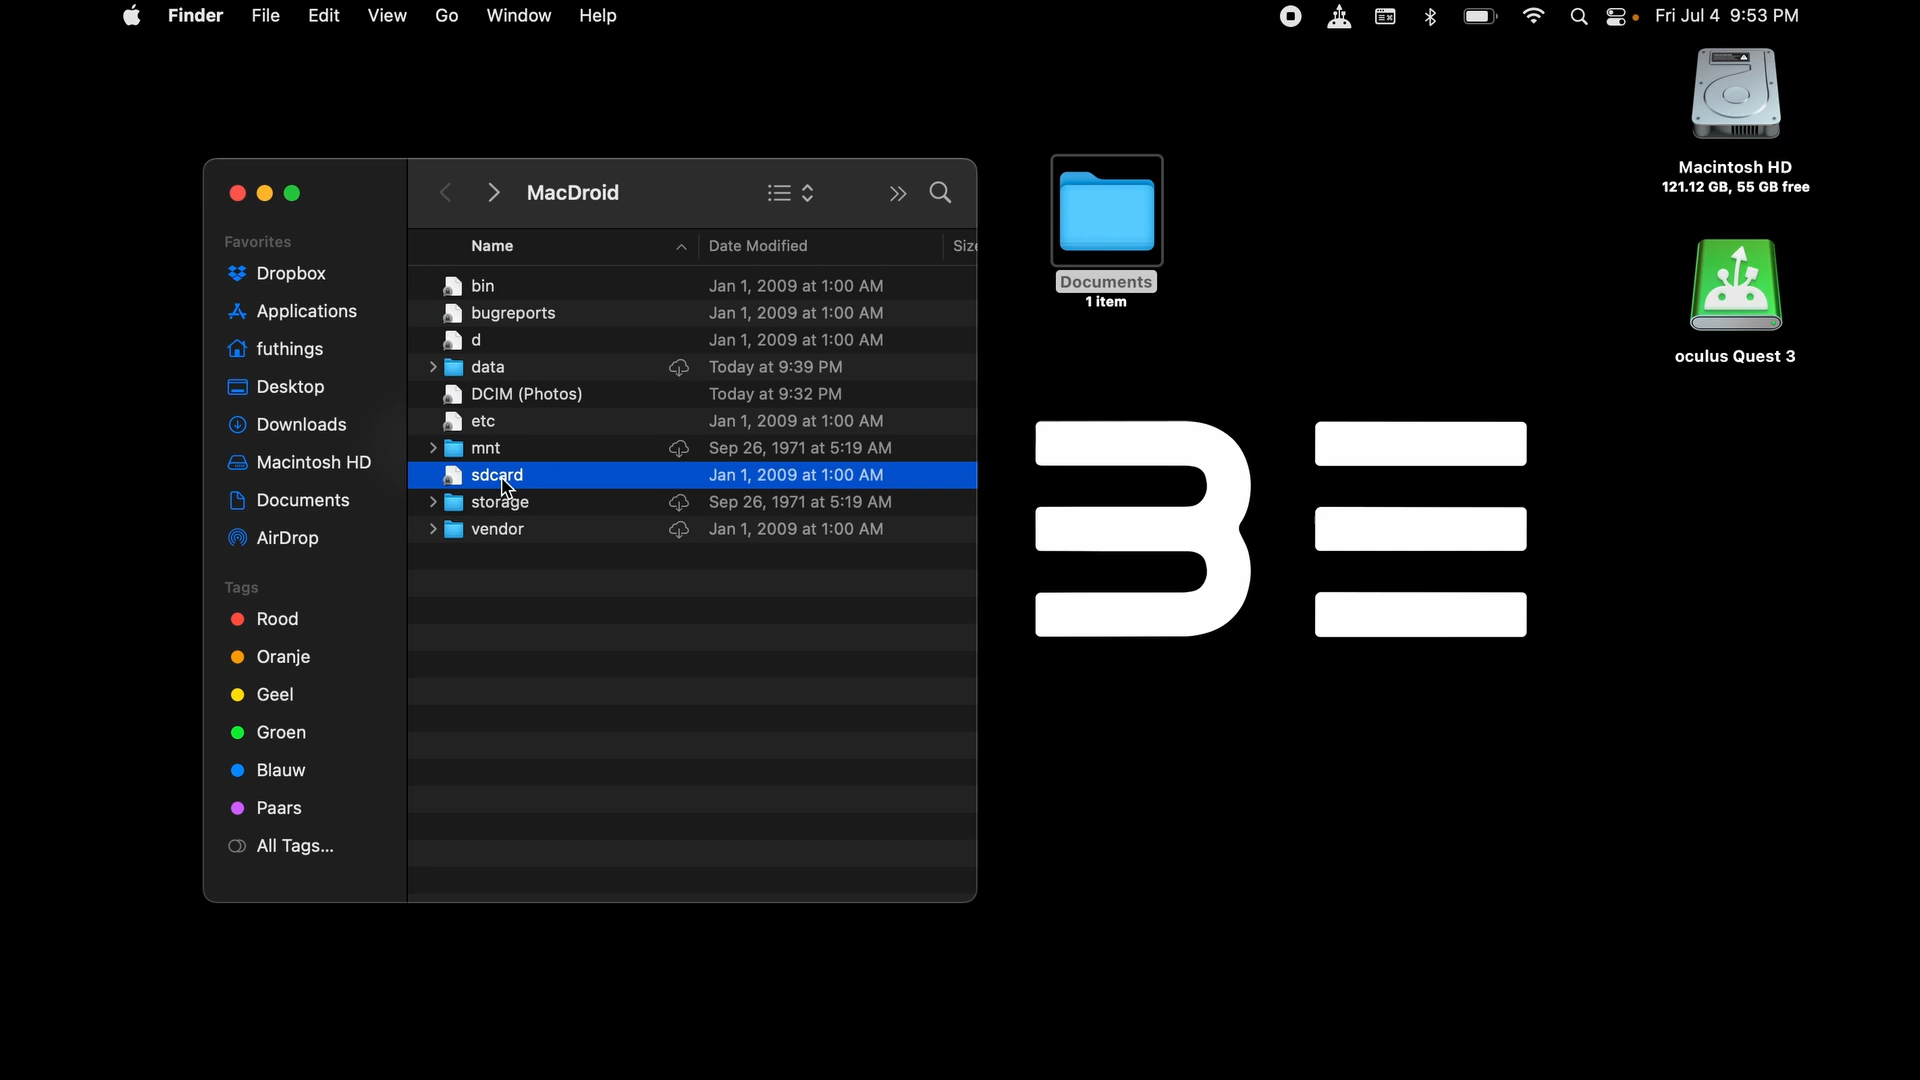 Finder File Edit View Go Window Help Fri Jul 4 9:53 PM
Macintosh HD
121.12 GB, 55 GB free
oculus Quest 3
Documents
1 item
MacDroid
Favorites
Dropbox
Applications
futhings
Desktop
Downloads
Macintosh HD
Documents
AirDrop
Tags
Rood
Oranje
Geel
Groen
Blauw
Paars
All Tags...
Name Date Modified
bin Jan 1, 2009 at 1:00 AM
bugreports Jan 1, 2009 at 1:00 AM
d Jan 1, 2009 at 1:00 AM
data Today at 9:39 PM
DCIM (Photos) Today at 9:32 PM
etc Jan 1, 2009 at 1:00 AM
mnt Sep 26, 1971 at 5:19 AM
sdcard Jan 1, 2009 at 1:00 AM
storage Sep 26, 1971 at 5:19 AM
vendor Jan 1, 2009 at 1:00 AM